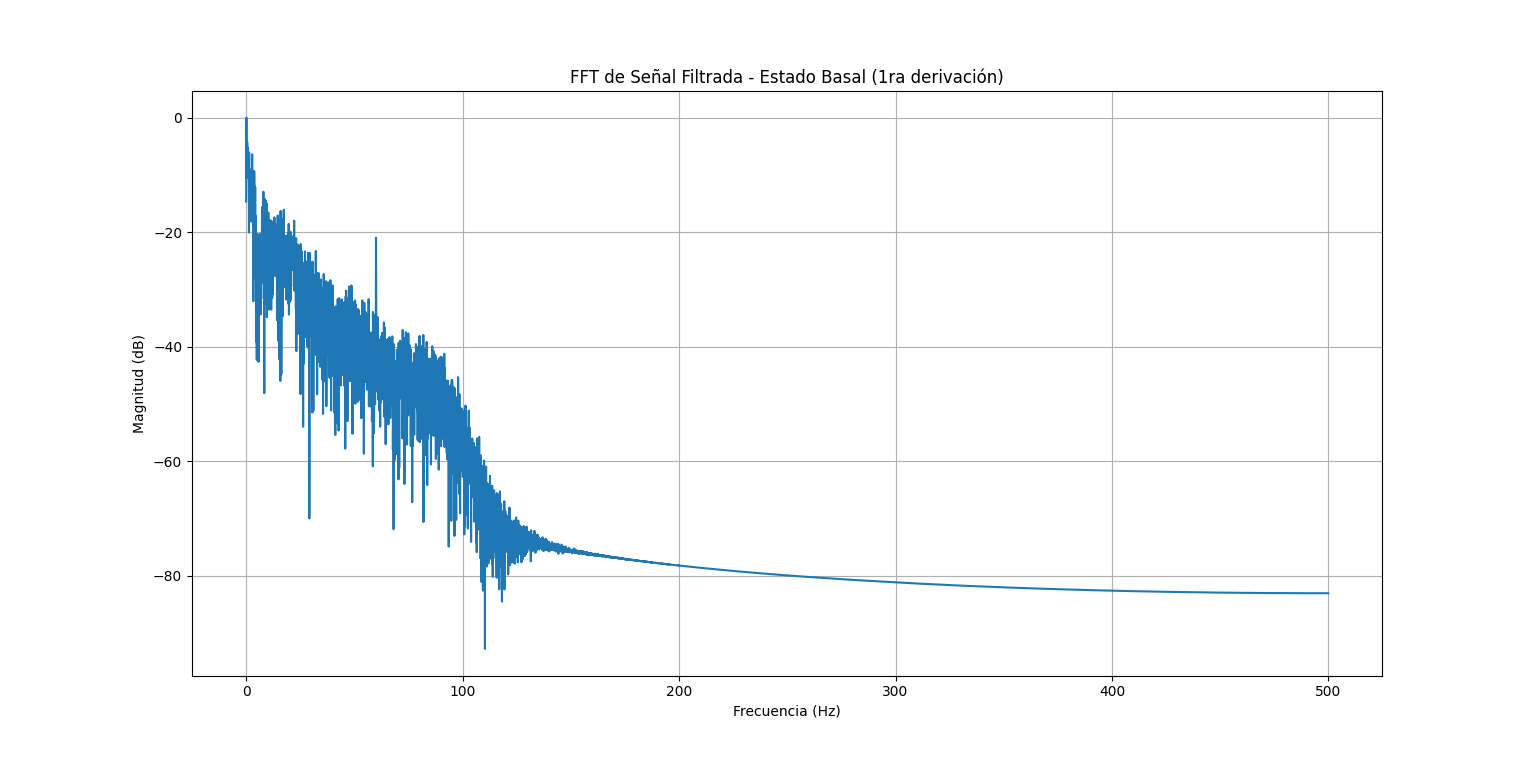 FFT de Señal Filtrada - Estado Basal (1ra derivación)
Magnitud (dB)
0
−20
−40
−60
−80
0 100 200 300 400 500
Frecuencia (Hz)